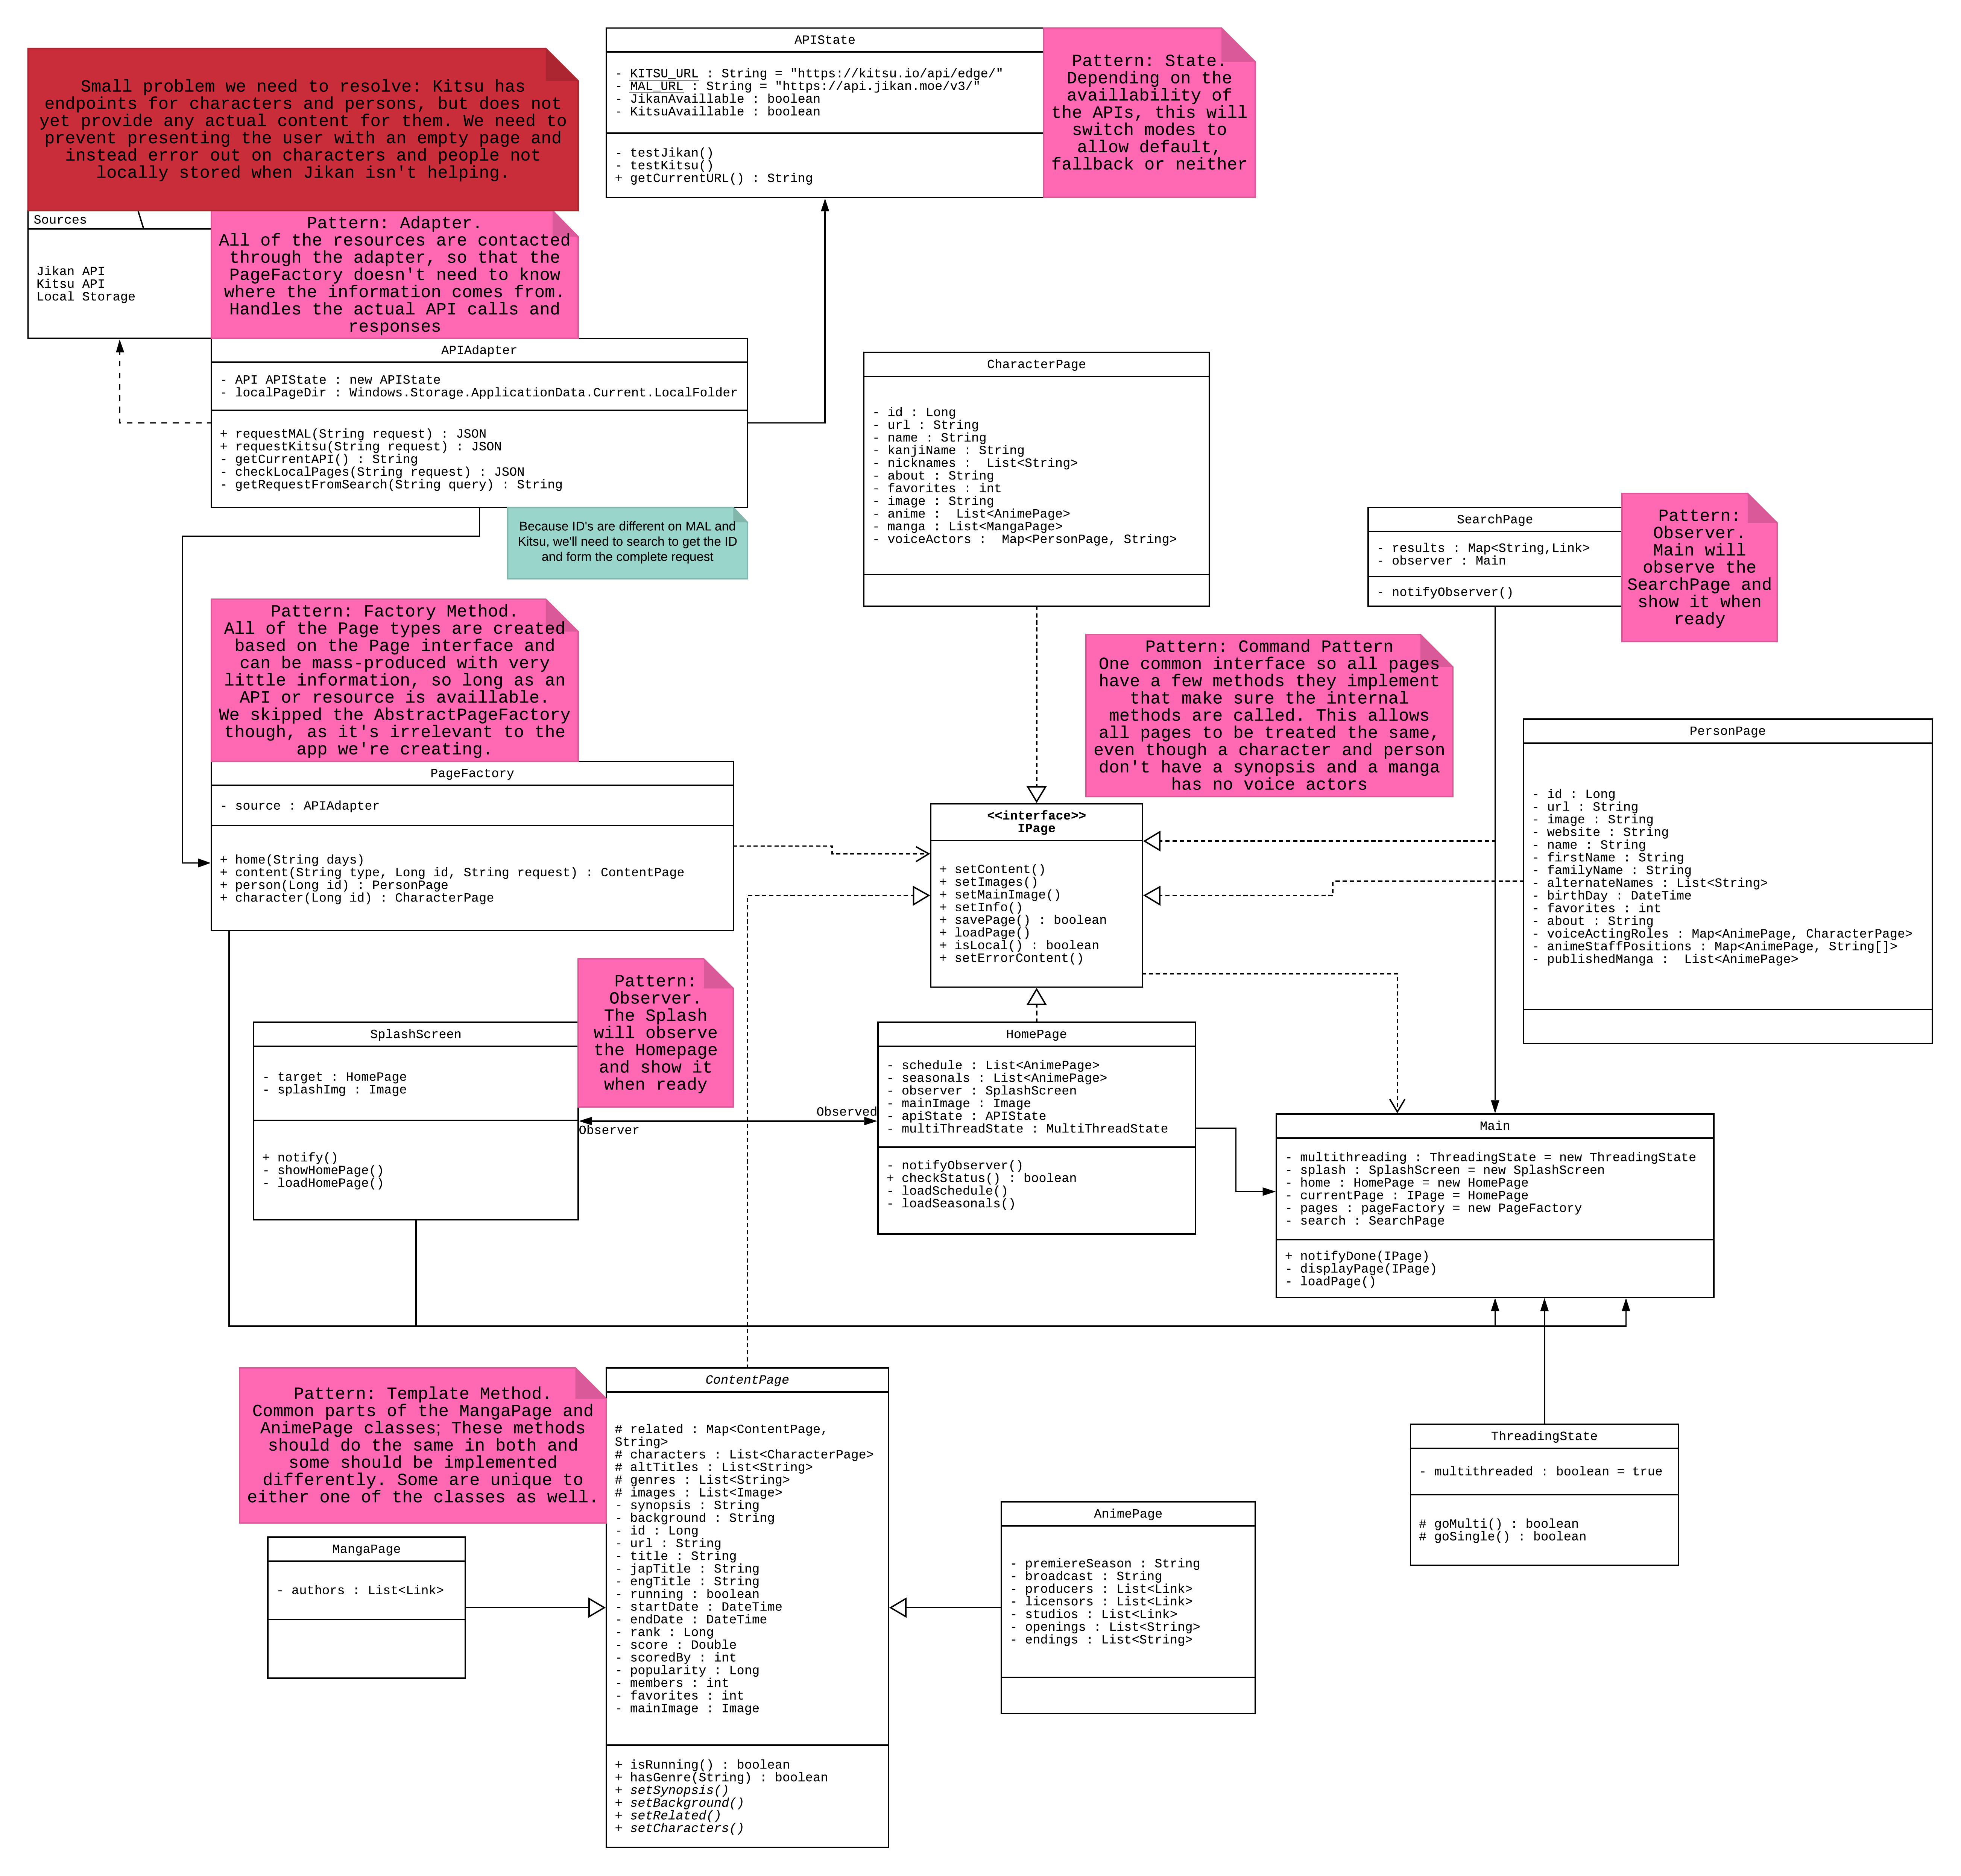 APIState
- KITSU_URL : String = "https://kitsu.io/api/edge/"
- MAL_URL : String = "https://api.jikan.moe/v3/"
- JikanAvaillable : boolean
- KitsuAvaillable : boolean
- testJikan()
- testKitsu()
+ getCurrentURL() : String
Pattern: State.
Depending on the
availlability of
the APIs, this will
switch modes to
allow default,
fallback or neither
Small problem we need to resolve: Kitsu has
endpoints for characters and persons, but does not
yet provide any actual content for them. We need to
prevent presenting the user with an empty page and
instead error out on characters and people not
locally stored when Jikan isn't helping.
Sources
Jikan API
Kitsu API
Local Storage
Pattern: Adapter.
All of the resources are contacted
through the adapter, so that the
PageFactory doesn't need to know
where the information comes from.
Handles the actual API calls and
responses
APIAdapter
- API APIState : new APIState
- localPageDir : Windows.Storage.ApplicationData.Current.LocalFolder
+ requestMAL(String request) : JSON
+ requestKitsu(String request) : JSON
- getCurrentAPI() : String
- checkLocalPages(String request) : JSON
- getRequestFromSearch(String query) : String
Because ID's are different on MAL and
Kitsu, we'll need to search to get the ID
and form the complete request
CharacterPage
- id : Long
- url : String
- name : String
- kanjiName : String
- nicknames :  List<String>
- about : String
- favorites : int
- image : String
- anime :  List<AnimePage>
- manga : List<MangaPage>
- voiceActors :  Map<PersonPage, String>
SearchPage
- results : Map<String,Link>
- observer : Main
- notifyObserver()
Pattern:
Observer.
Main will
observe the
SearchPage and
show it when
ready
Pattern: Factory Method.
All of the Page types are created
based on the Page interface and
can be mass-produced with very
little information, so long as an
API or resource is availlable.
We skipped the AbstractPageFactory
though, as it's irrelevant to the
app we're creating.
PageFactory
- source : APIAdapter
+ home(String days)
+ content(String type, Long id, String request) : ContentPage
+ person(Long id) : PersonPage
+ character(Long id) : CharacterPage
Pattern: Command Pattern
One common interface so all pages
have a few methods they implement
that make sure the internal
methods are called. This allows
all pages to be treated the same,
even though a character and person
don't have a synopsis and a manga
has no voice actors
<<interface>>
IPage
+ setContent()
+ setImages()
+ setMainImage()
+ setInfo()
+ savePage() : boolean
+ loadPage()
+ isLocal() : boolean
+ setErrorContent()
PersonPage
- id : Long
- url : String
- image : String
- website : String
- name : String
- firstName : String
- familyName : String
- alternateNames : List<String>
- birthDay : DateTime
- favorites : int
- about : String
- voiceActingRoles : Map<AnimePage, CharacterPage>
- animeStaffPositions : Map<AnimePage, String[]>
- publishedManga :  List<AnimePage>
Pattern:
Observer.
The Splash
will observe
the Homepage
and show it
when ready
SplashScreen
- target : HomePage
- splashImg : Image
+ notify()
- showHomePage()
- loadHomePage()
Observed
Observer
HomePage
- schedule : List<AnimePage>
- seasonals : List<AnimePage>
- observer : SplashScreen
- mainImage : Image
- apiState : APIState
- multiThreadState : MultiThreadState
- notifyObserver()
+ checkStatus() : boolean
- loadSchedule()
- loadSeasonals()
Main
- multithreading : ThreadingState = new ThreadingState
- splash : SplashScreen = new SplashScreen
- home : HomePage = new HomePage
- currentPage : IPage = HomePage
- pages : pageFactory = new PageFactory
- search : SearchPage
+ notifyDone(IPage)
- displayPage(IPage)
- loadPage()
Pattern: Template Method.
Common parts of the MangaPage and
AnimePage classes; These methods
should do the same in both and
some should be implemented
differently. Some are unique to
either one of the classes as well.
ContentPage
# related : Map<ContentPage,
String>
# characters : List<CharacterPage>
# altTitles : List<String>
# genres : List<String>
# images : List<Image>
- synopsis : String
- background : String
- id : Long
- url : String
- title : String
- japTitle : String
- engTitle : String
- running : boolean
- startDate : DateTime
- endDate : DateTime
- rank : Long
- score : Double
- scoredBy : int
- popularity : Long
- members : int
- favorites : int
- mainImage : Image
+ isRunning() : boolean
+ hasGenre(String) : boolean
+ setSynopsis()
+ setBackground()
+ setRelated()
+ setCharacters()
MangaPage
- authors : List<Link>
AnimePage
- premiereSeason : String
- broadcast : String
- producers : List<Link>
- licensors : List<Link>
- studios : List<Link>
- openings : List<String>
- endings : List<String>
ThreadingState
- multithreaded : boolean = true
# goMulti() : boolean
# goSingle() : boolean